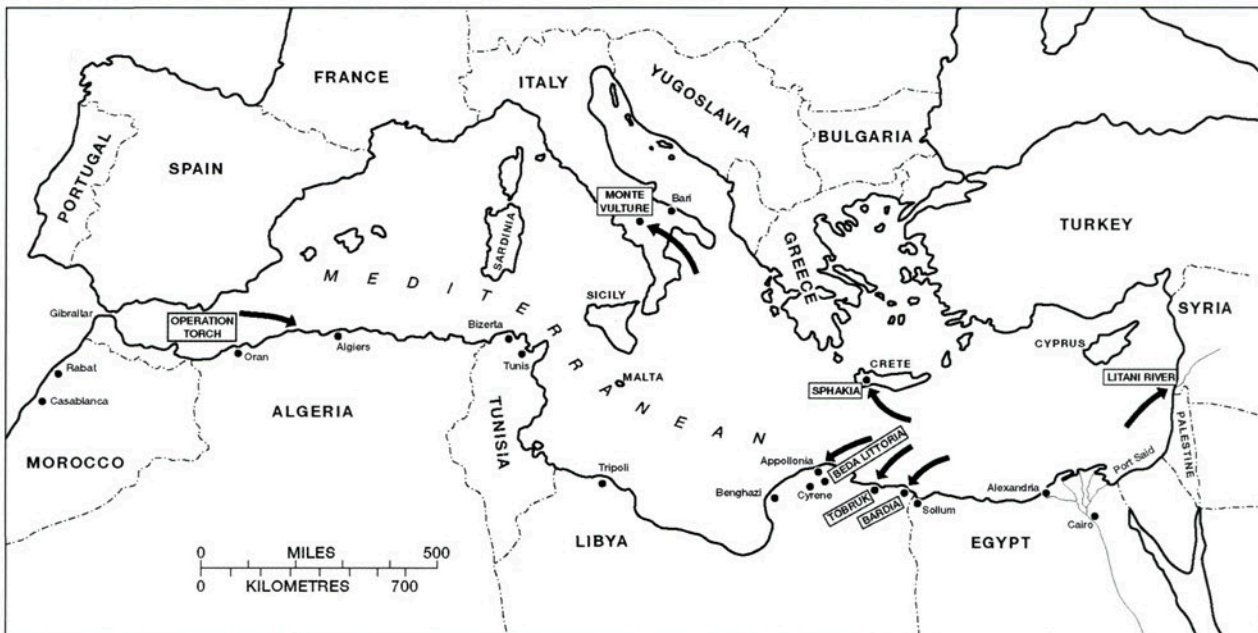 FRANCE
ITALY
YUGOSLAVIA
BULGARIA
PORTUGAL
SPAIN
MONTE
VULTURE
Bari
SARDINIA
GREECE
TURKEY
MEDITERRANEAN
SICILY
SYRIA
Gibraltar
OPERATION
TORCH
Oran
Algiers
Bizerta
Tunis
MALTA
CRETE
SPHAKIA
CYPRUS
LITANI RIVER
PALESTINE
Rabat
Casablanca
MOROCCO
ALGERIA
TUNISIA
Tripoli
Appollonia
BEDA LITTORIA
Benghazi
Cyrene
TOBRUK
BARDIA
Sollum
Alexandria
Port Said
Cairo
LIBYA
EGYPT
0 MILES 500
0 KILOMETRES 700